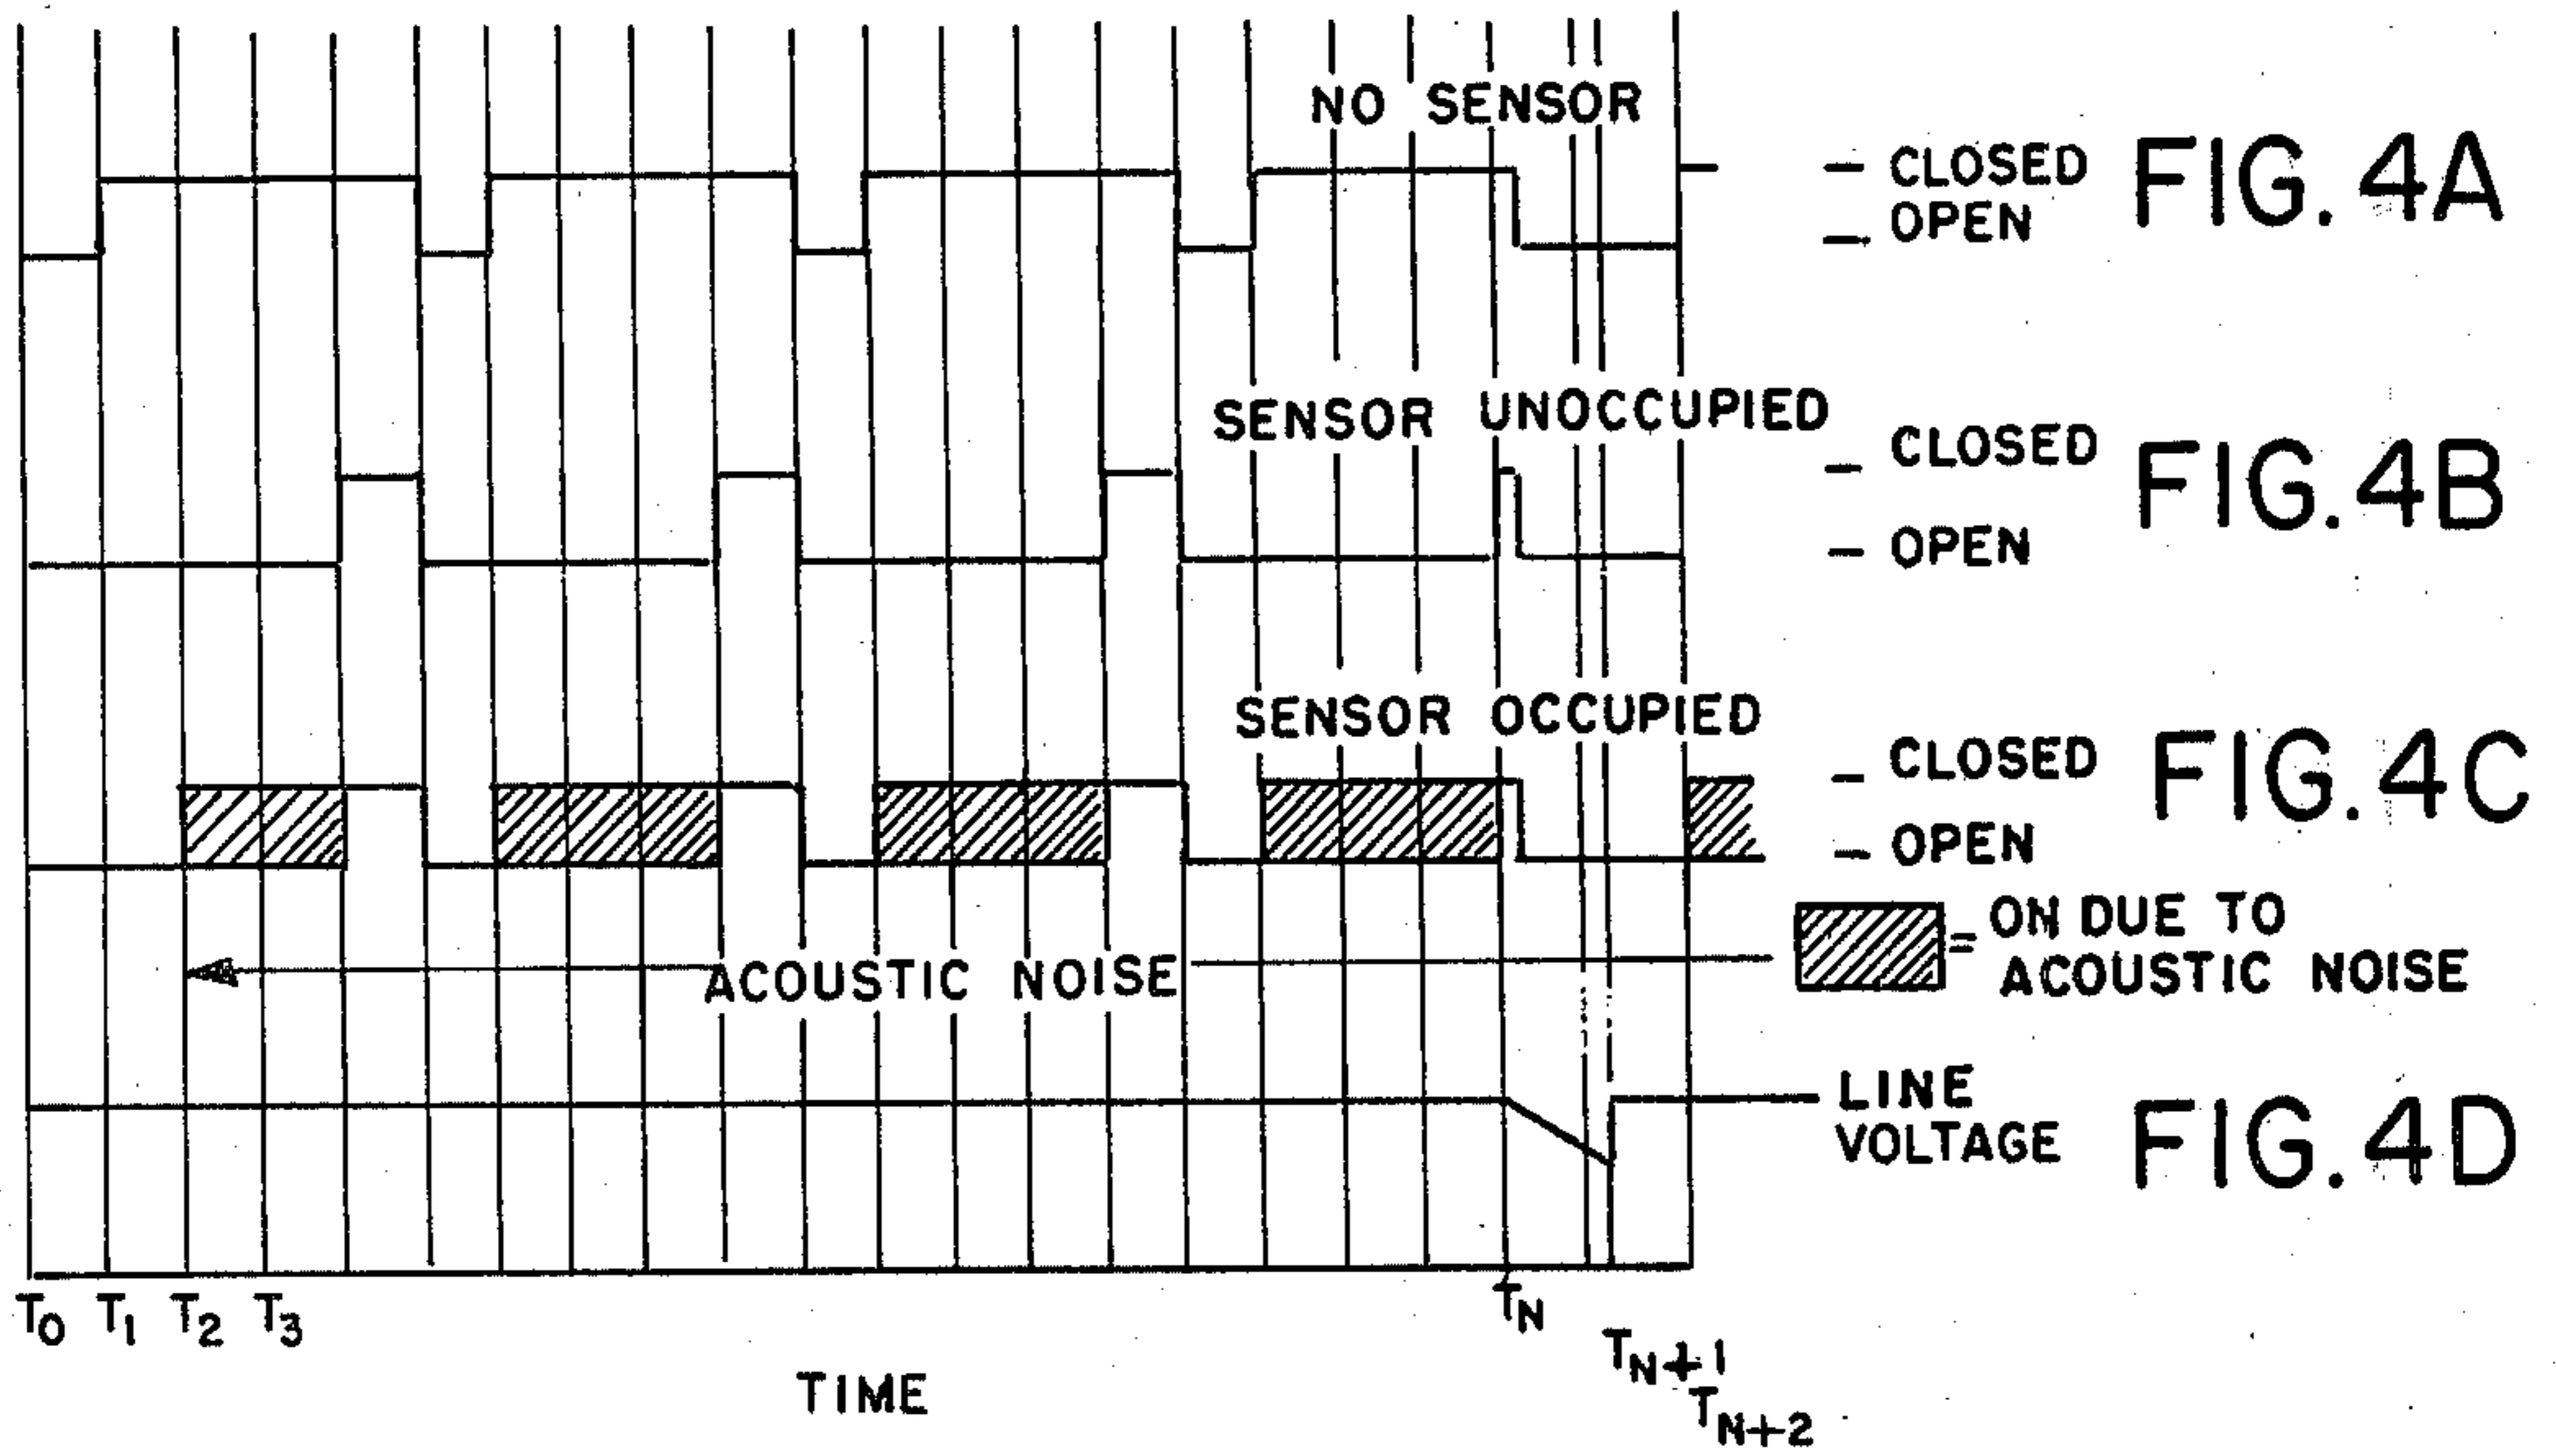 NO SENSOR
– CLOSED
– OPEN
FIG. 4A
SENSOR UNOCCUPIED
– CLOSED
– OPEN
FIG. 4B
SENSOR OCCUPIED
– CLOSED
– OPEN
FIG. 4C
= ON DUE TO
ACOUSTIC NOISE
ACOUSTIC NOISE
LINE
VOLTAGE
FIG. 4D
T0 T1 T2 T3 TN
TN+1
TN+2
TIME